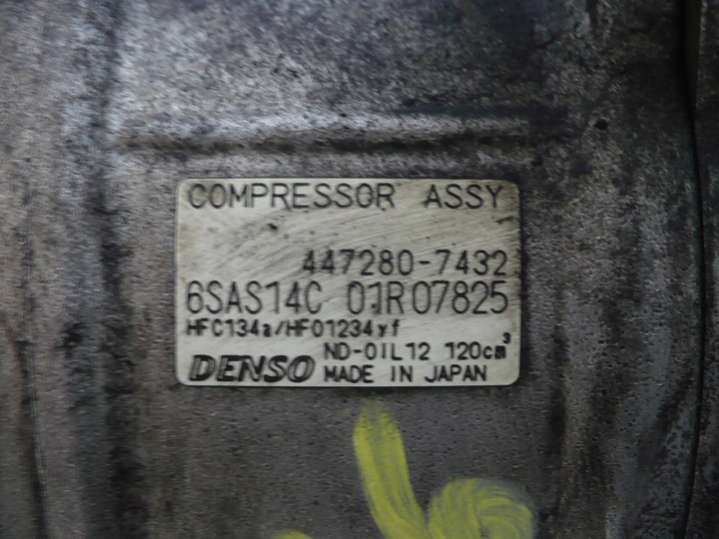 COMPRESSOR ASSY
447280-7432
6SAS14C 01R07825
HFC134a/HFO1234yf
ND-OIL12 120cm³
DENSO MADE IN JAPAN